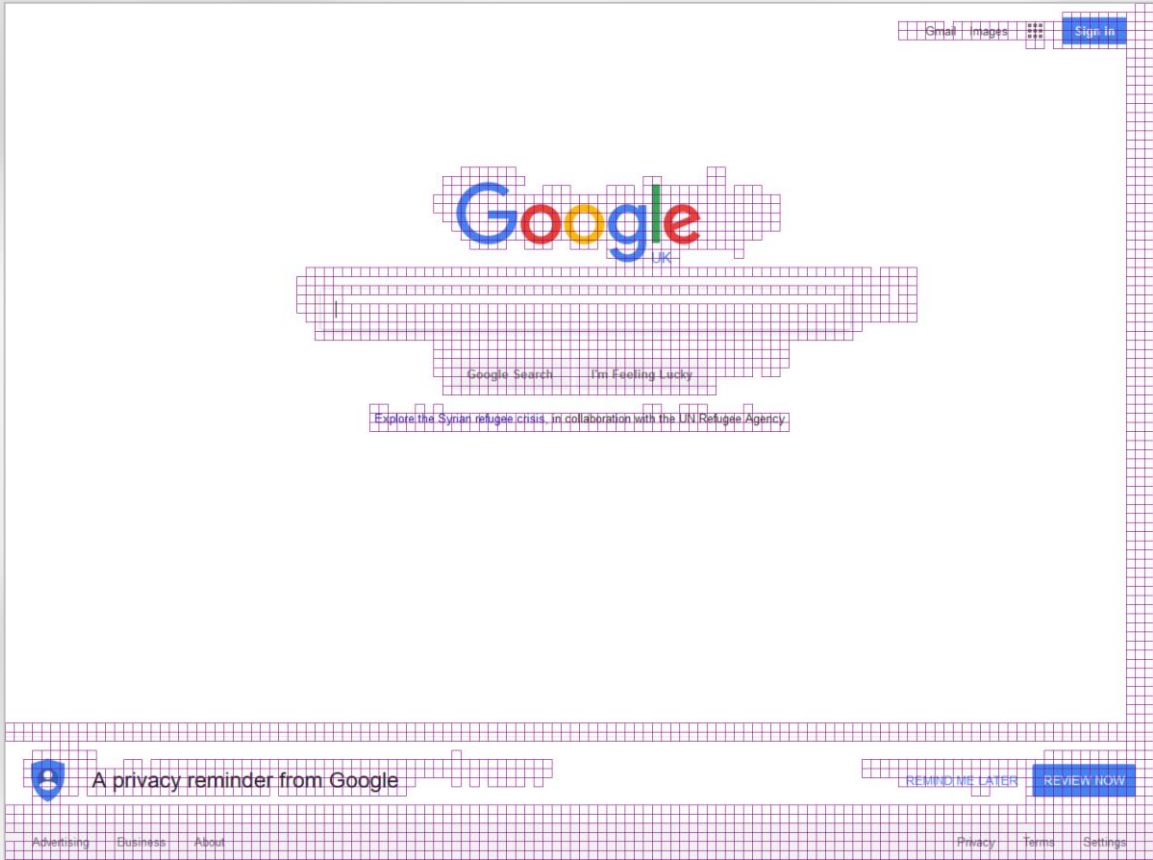 Gmail Images Sign in
Google
UK
Google Search I'm Feeling Lucky
Explore the Syrian refugee crisis, in collaboration with the UN Refugee Agency
A privacy reminder from Google REMIND ME LATER REVIEW NOW
Advertising Business About Privacy Terms Settings